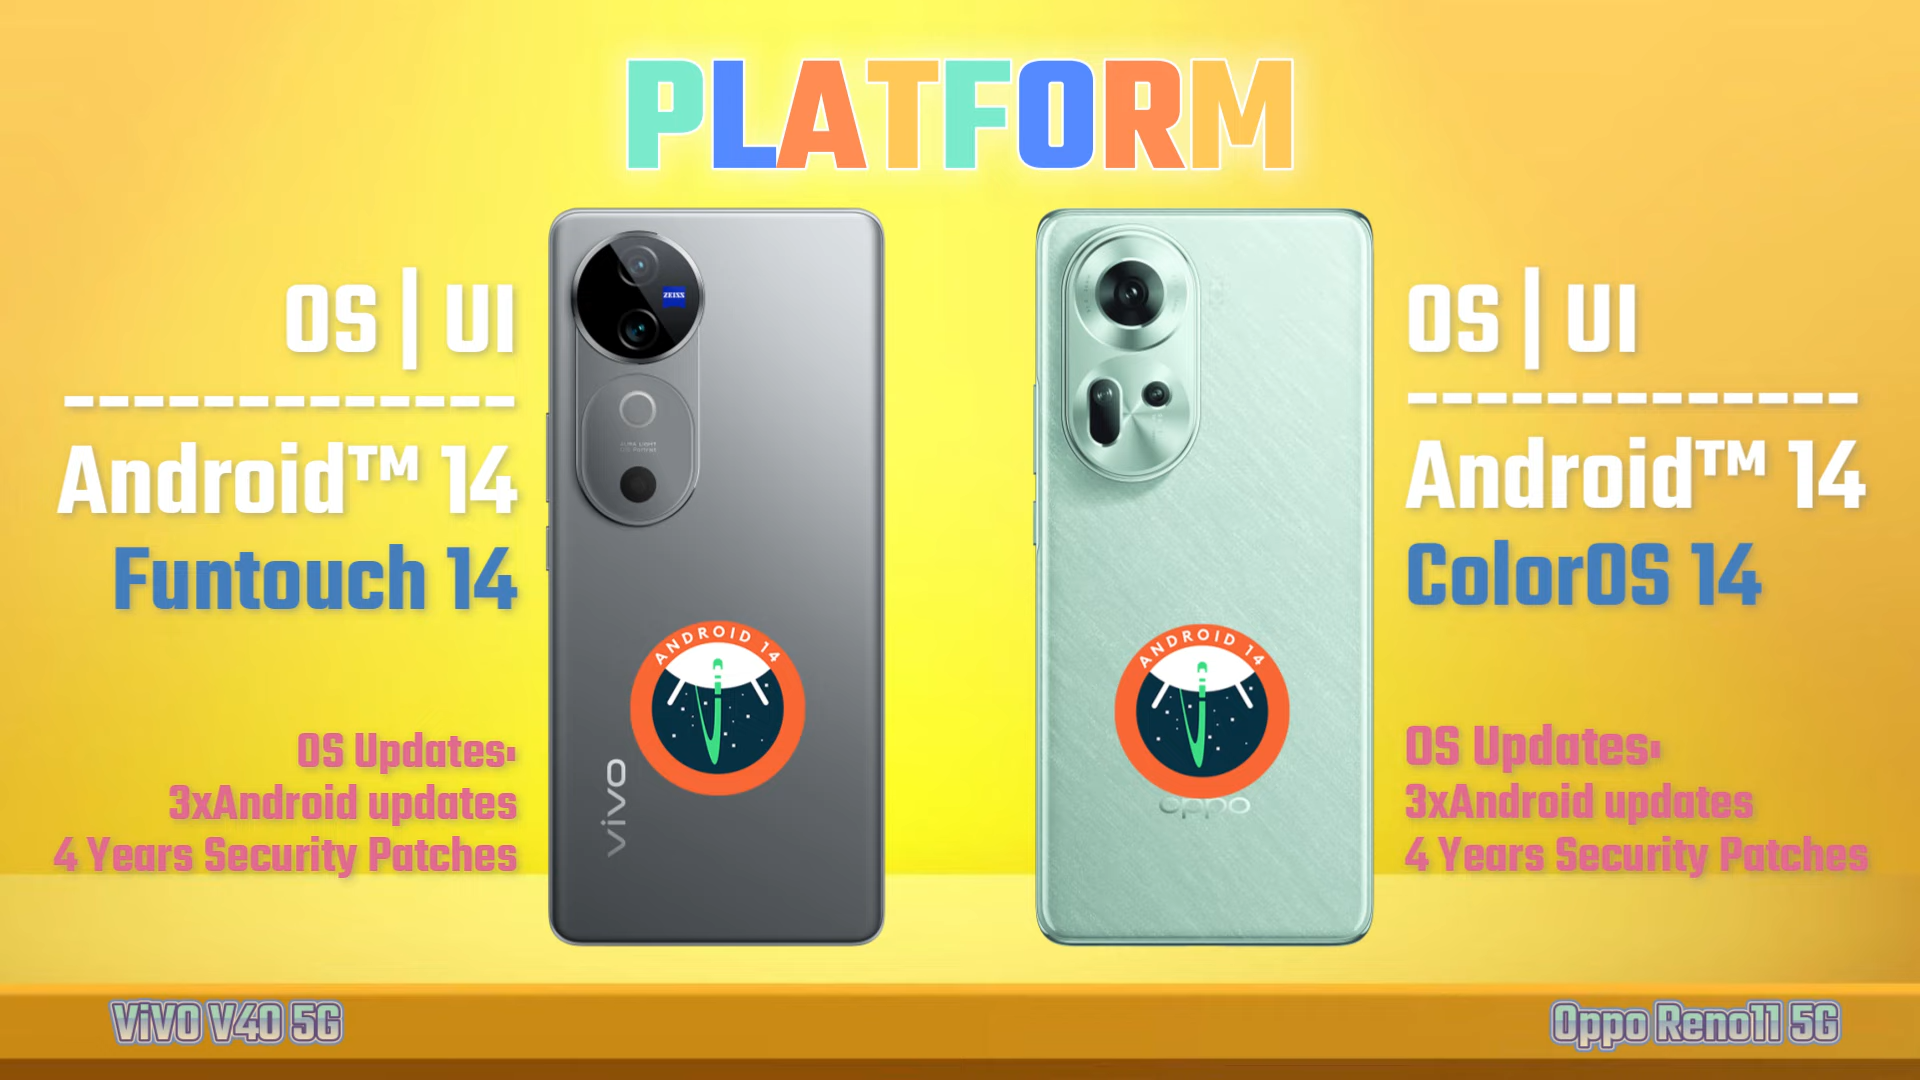 PLATFORM
OS | UI
-------------
Android™ 14
Funtouch 14
OS Updates:
3xAndroid updates
4 Years Security Patches
ZEISS
ANDROID 14
vivo
ANDROID 14
oppo
OS | UI
-------------
Android™ 14
ColorOS 14
OS Updates:
3xAndroid updates
4 Years Security Patches
ViVO V40 5G
Oppo Reno11 5G